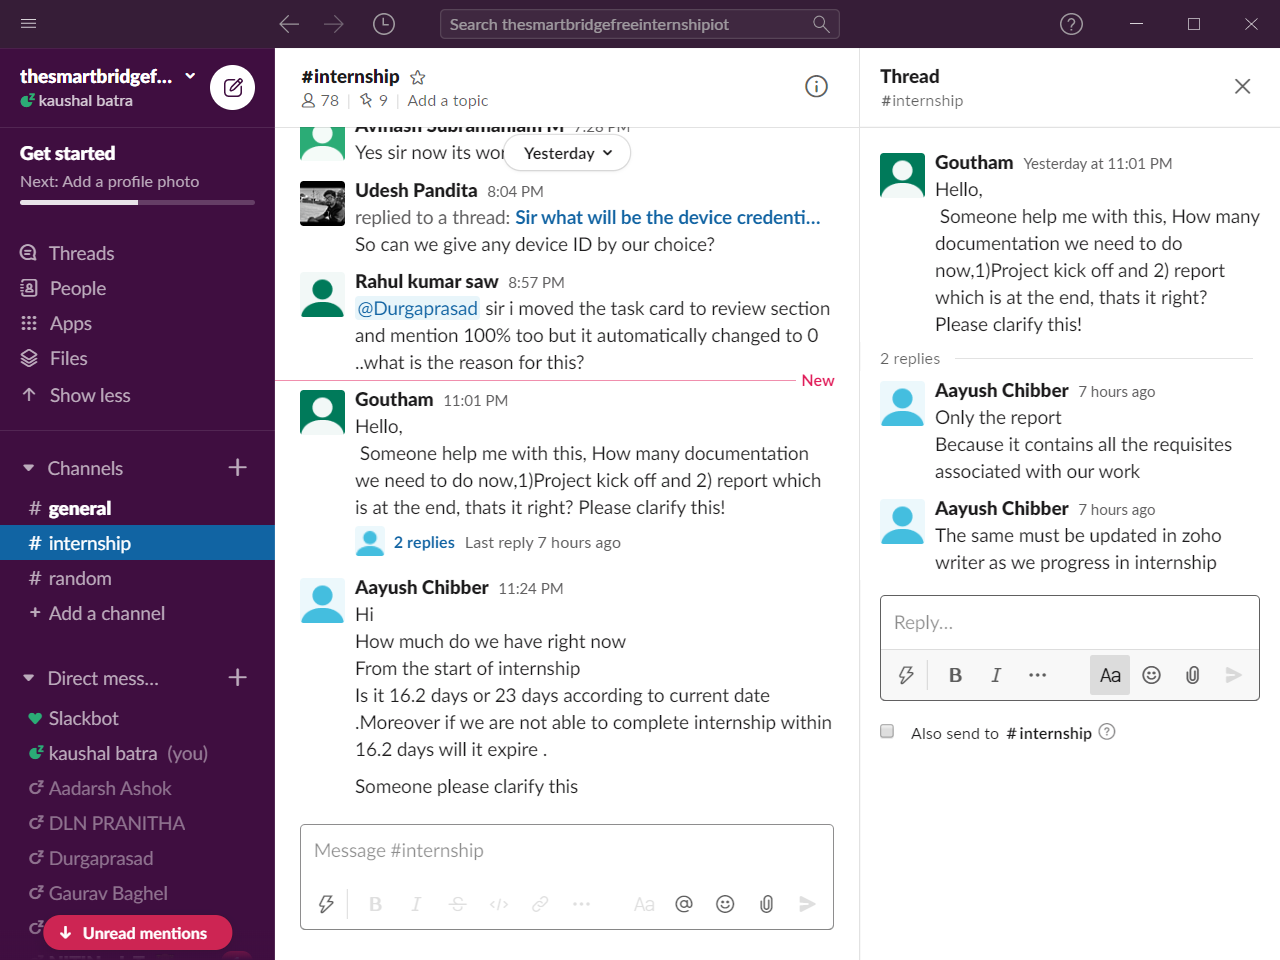 Search thesmartbridgefreeinternshipiot
thesmartbridgef...
kaushal batra
Get started
Next: Add a profile photo
Threads
People
Apps
Files
Show less
Channels
# general
# internship
# random
+ Add a channel
Direct mess...
Slackbot
kaushal batra (you)
Aadarsh Ashok
DLN PRANITHA
Durgaprasad
Gaurav Baghel
Unread mentions
#internship
78 | 9 | Add a topic
Avinash Subramaniam M 7:28 PM
Yes sir now its wor
Yesterday
Udesh Pandita 8:04 PM
replied to a thread: Sir what will be the device credenti...
So can we give any device ID by our choice?
Rahul kumar saw 8:57 PM
@Durgaprasad sir i moved the task card to review section
and mention 100% too but it automatically changed to 0
..what is the reason for this?
New
Goutham 11:01 PM
Hello,
Someone help me with this, How many documentation
we need to do now,1)Project kick off and 2) report which
is at the end, thats it right? Please clarify this!
2 replies Last reply 7 hours ago
Aayush Chibber 11:24 PM
Hi
How much do we have right now
From the start of internship
Is it 16.2 days or 23 days according to current date
.Moreover if we are not able to complete internship within
16.2 days will it expire .
Someone please clarify this
Message #internship
B I S </> ... Aa @
Thread
#internship
Goutham Yesterday at 11:01 PM
Hello,
Someone help me with this, How many
documentation we need to do
now,1)Project kick off and 2) report
which is at the end, thats it right?
Please clarify this!
2 replies
Aayush Chibber 7 hours ago
Only the report
Because it contains all the requisites
associated with our work
Aayush Chibber 7 hours ago
The same must be updated in zoho
writer as we progress in internship
Reply...
B I ... Aa
Also send to # internship ?